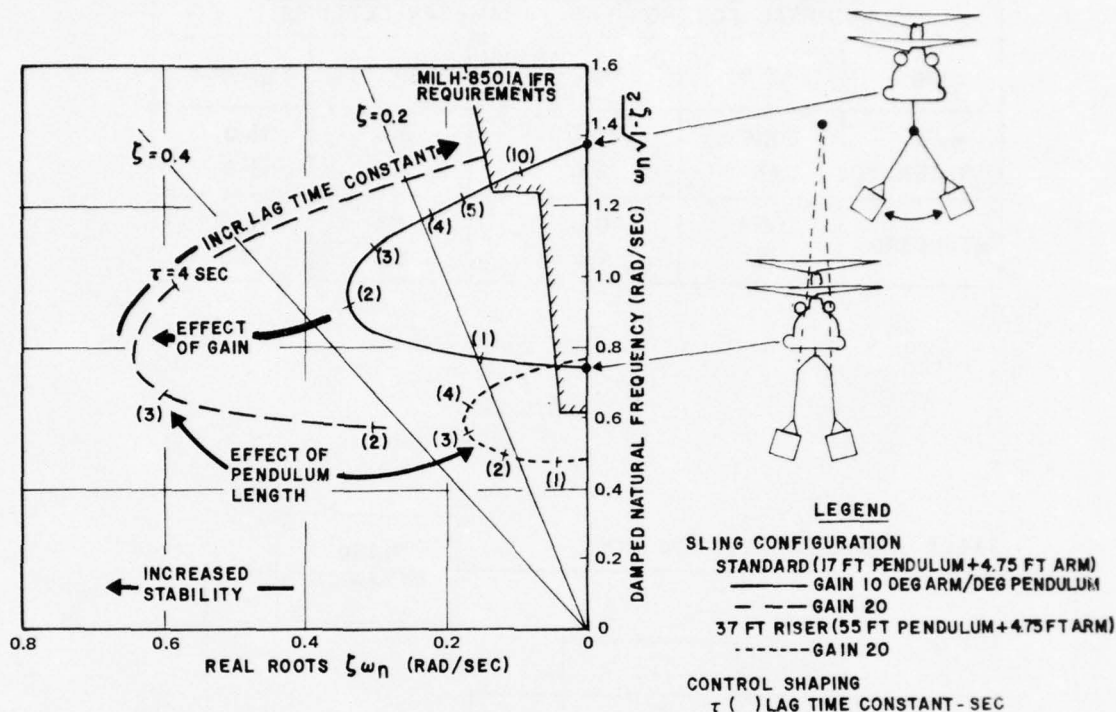 MILH-8501A IFR
REQUIREMENTS
1.6
ζ=0.2
ζ=0.4
ω_n √1-ζ²
1.4
(10)
INCR. LAG TIME CONSTANT
(5)
1.2
(4)
(3)
τ=4 SEC
1.0
(2)
EFFECT
OF GAIN
(1)
0.8
(4)
(3)
0.6
(3)
(2)
EFFECT OF
PENDULUM
LENGTH
(2)
(1)
0.4
DAMPED NATURAL FREQUENCY (RAD/SEC)
INCREASED
STABILITY
0.2
0
0.8
0.6
0.4
0.2
0
REAL ROOTS ζω_n (RAD/SEC)
LEGEND
SLING CONFIGURATION
STANDARD (17 FT PENDULUM+4.75 FT ARM)
GAIN 10 DEG ARM/DEG PENDULUM
GAIN 20
37 FT RISER (55 FT PENDULUM+4.75 FT ARM)
GAIN 20
CONTROL SHAPING
τ ( ) LAG TIME CONSTANT - SEC